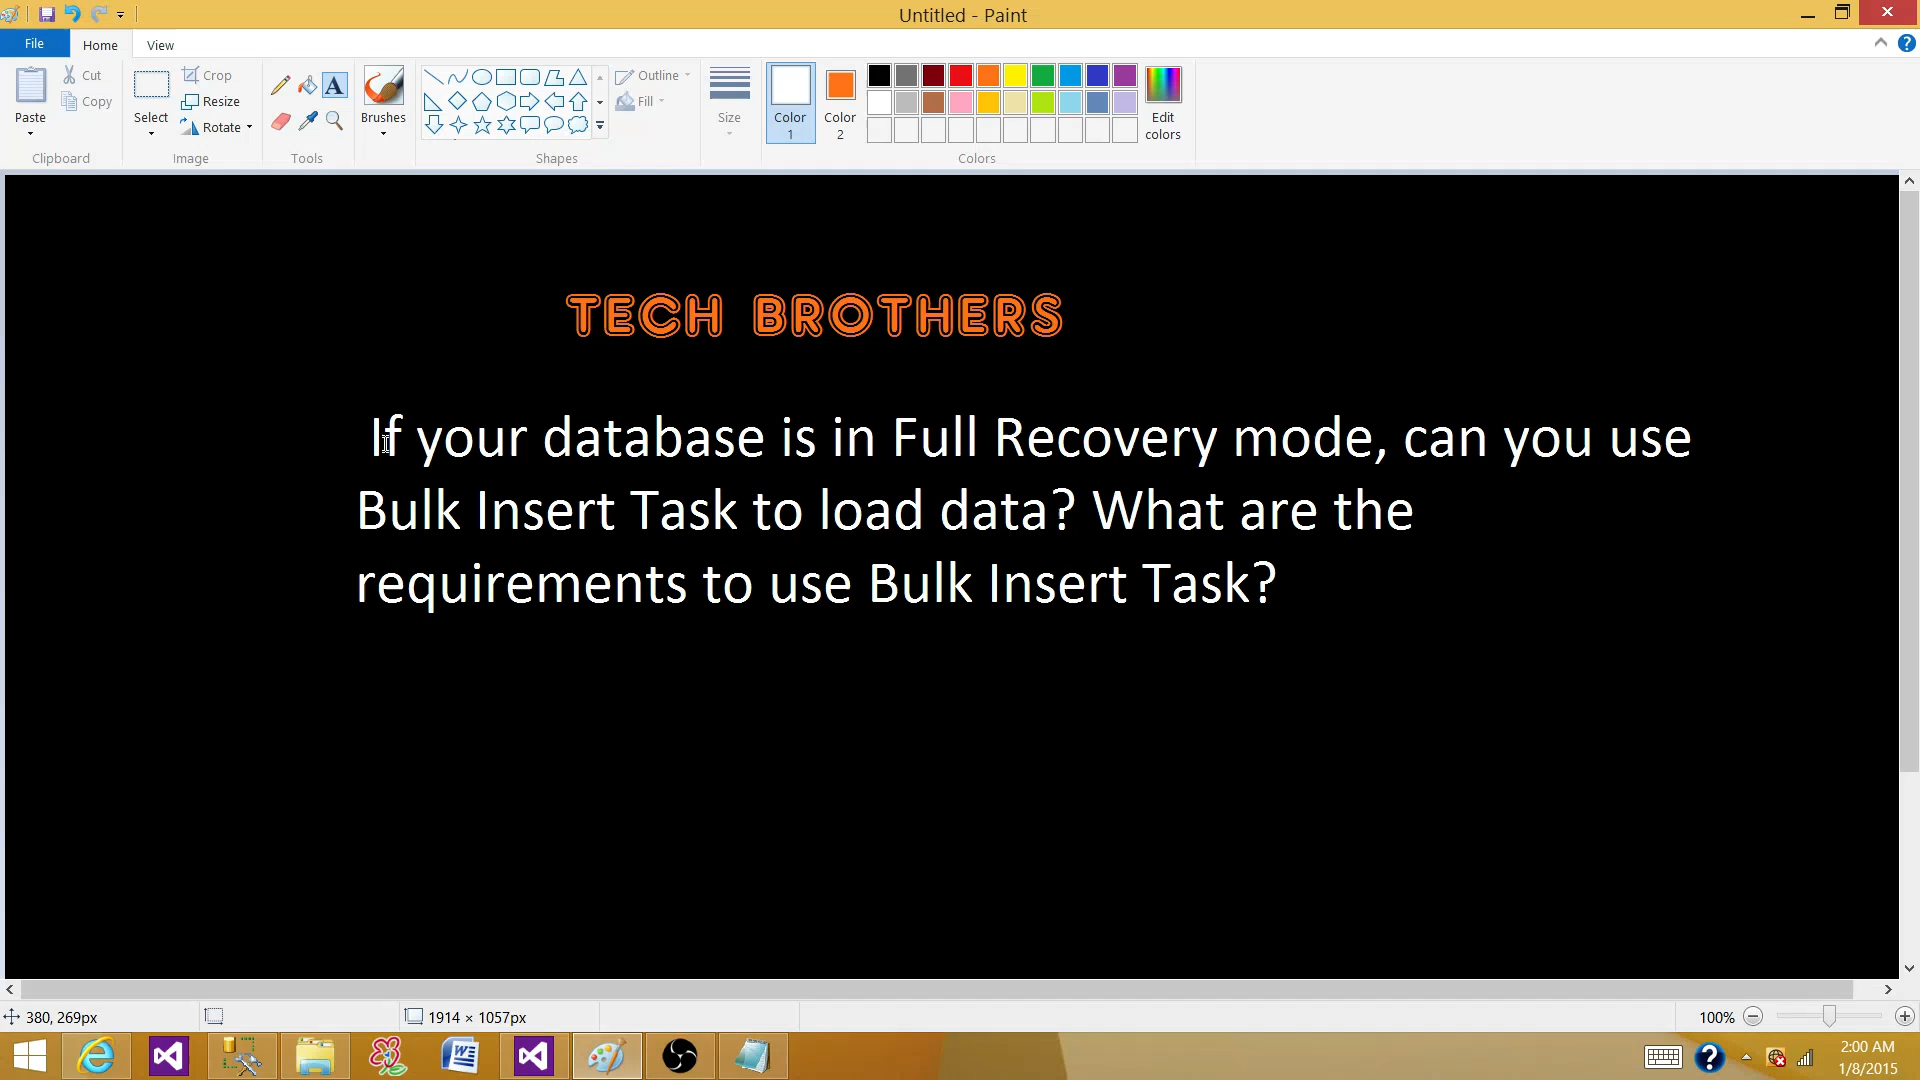 Untitled - Paint
File
Home
View
Paste
Cut
Copy
Clipboard
Select
Crop
Resize
Rotate
Image
A
Tools
Brushes
Outline
Fill
Shapes
Size
Color 1
Color 2
Edit colors
Colors
TECH BROTHERS
If your database is in Full Recovery mode, can you use
Bulk Insert Task to load data? What are the
requirements to use Bulk Insert Task?
380, 269px
1914 × 1057px
100%
2:00 AM
1/8/2015